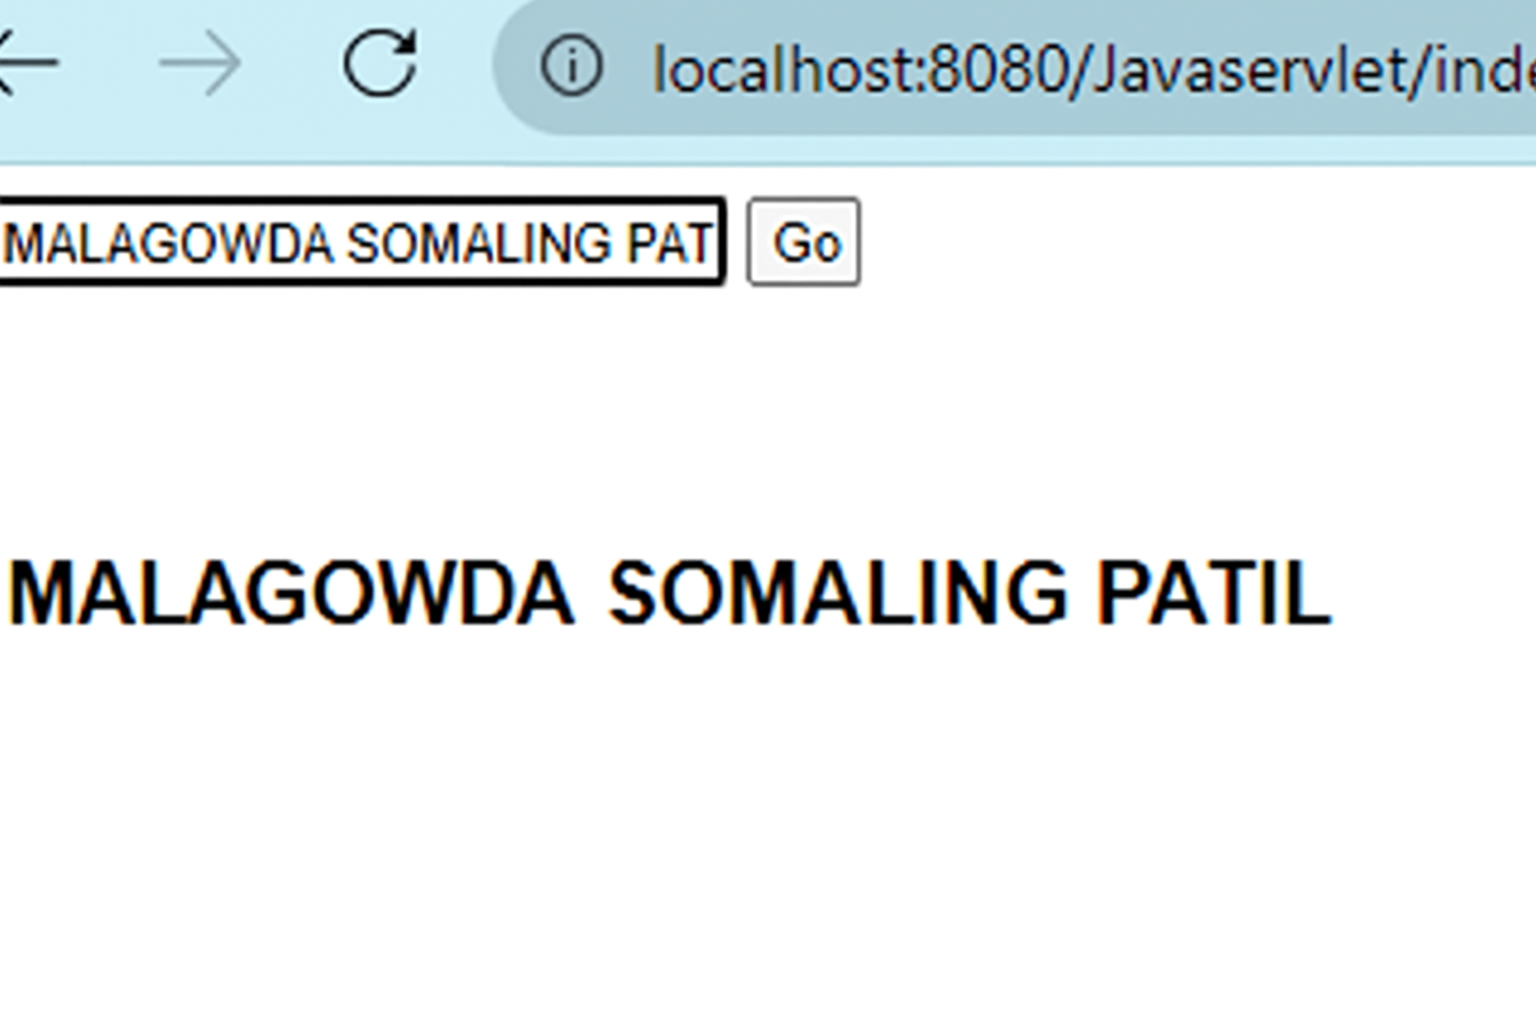 localhost:8080/Javaservlet/inde
MALAGOWDA SOMALING PAT Go
MALAGOWDA SOMALING PATIL